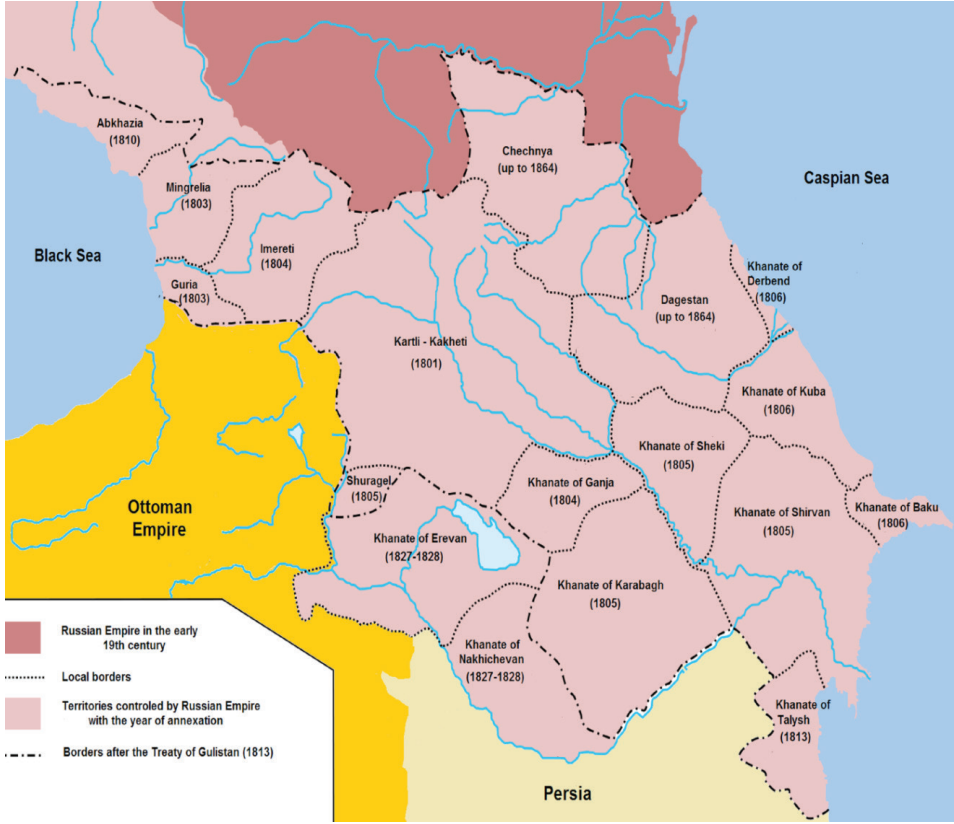 Abkhazia
(1810)
Mingrelia
(1803)
Imereti
(1804)
Guria
(1803)
Black Sea
Chechnya
(up to 1864)
Caspian Sea
Khanate of
Derbend
(1806)
Dagestan
(up to 1864)
Kartli - Kakheti
(1801)
Khanate of Kuba
(1806)
Khanate of Sheki
(1805)
Khanate of Ganja
(1804)
Shuragel
(1805)
Khanate of Shirvan
(1805)
Khanate of Baku
(1806)
Ottoman
Empire
Khanate of Erevan
(1827-1828)
Khanate of Karabagh
(1805)
Khanate of
Nakhichevan
(1827-1828)
Khanate of
Talysh
(1813)
Persia
Russian Empire in the early
19th century
Local borders
Territories controled by Russian Empire
with the year of annexation
Borders after the Treaty of Gulistan (1813)